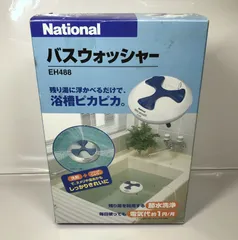 National
バスウォッシャー
EH486
残り湯に浮かべるだけで、
浴槽ピカピカ。
しっかりきれいに
節水洗浄
電気代約1円/月